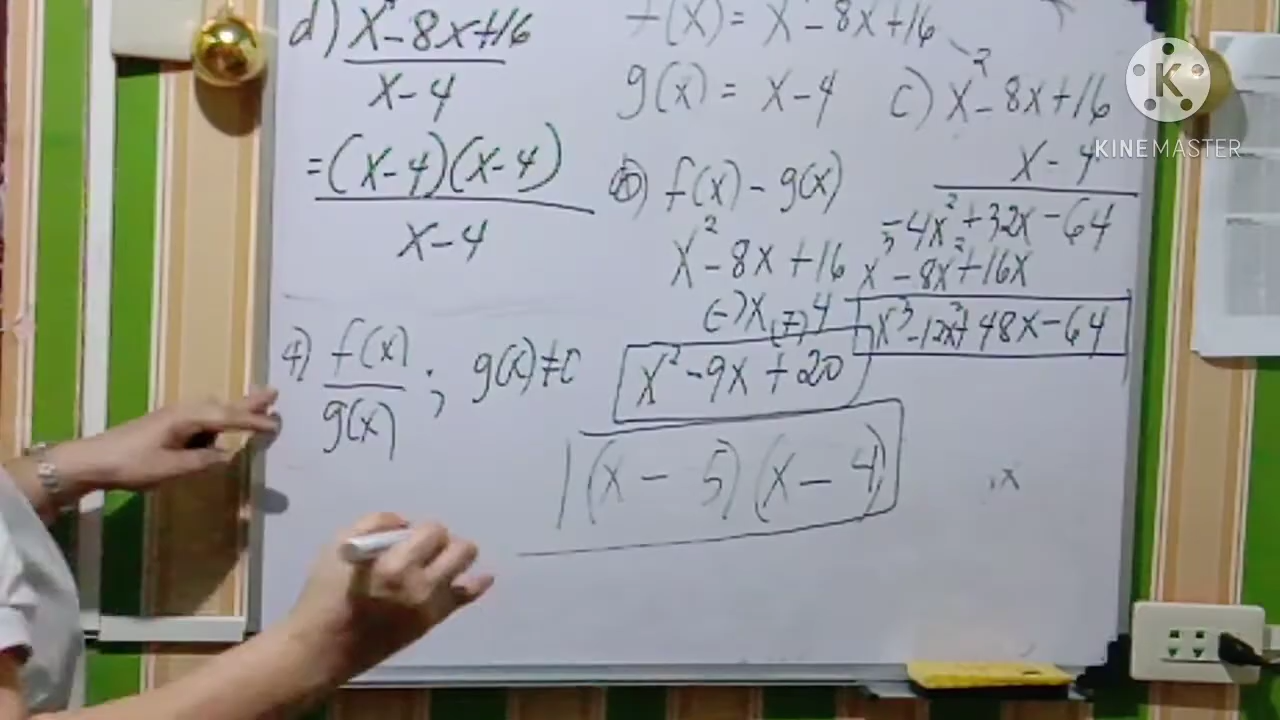 d) x²-8x+16
x-4
=(x-4)(x-4)
x-4
4) f(x)
g(x) ; g(x)≠
f(x) = x²-8x+16
g(x) = x-4
b) f(x) - g(x)
x²-8x+16
(-)x (+) 4
x²-9x+20
(x - 5)(x - 4)
c) x²-8x+16
x-4
-4x²+32x-64
x³-8x²+16x
x³-12x²+48x-64
x
K
KINEMASTER